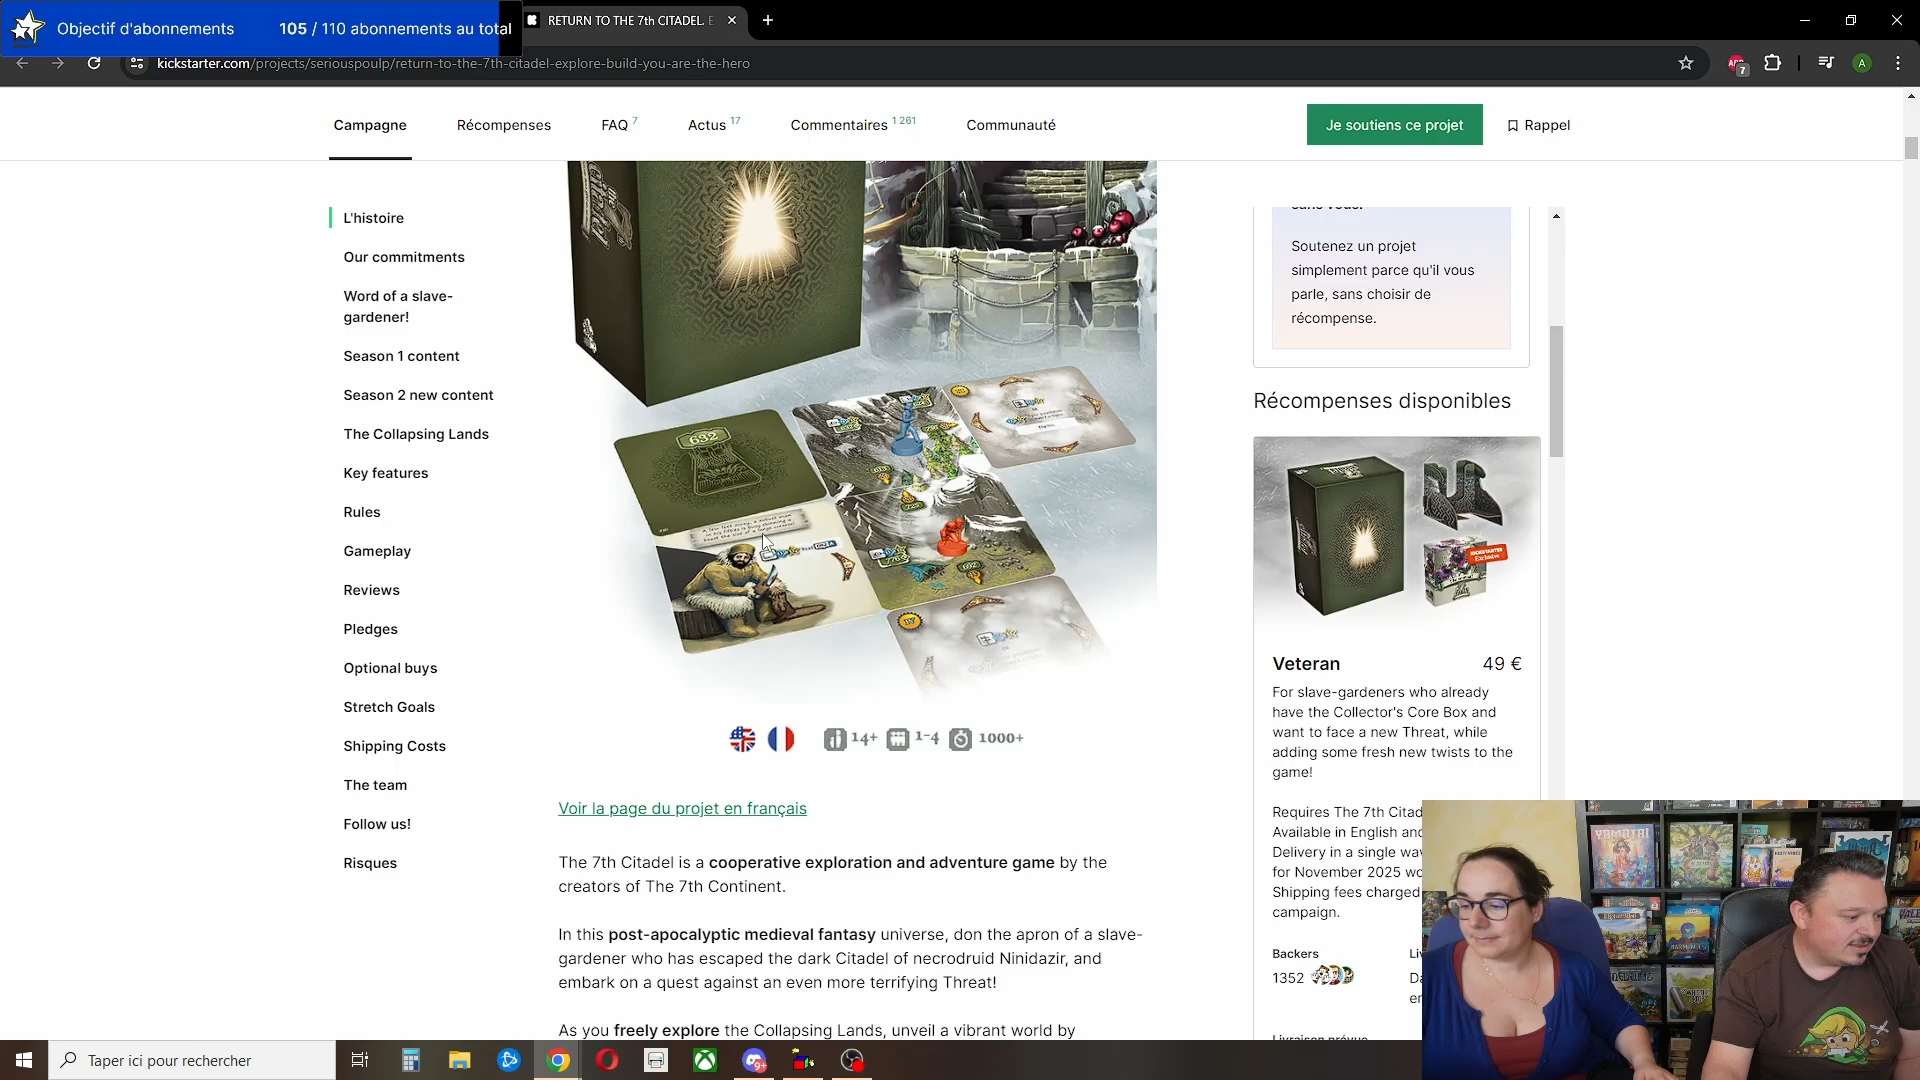 Objectif d'abonnements
105 / 110 abonnements au total
RETURN TO THE 7th CITADEL. E
kickstarter.com/projects/seriouspoulp/return-to-the-7th-citadel-explore-build-you-are-the-hero
7
A
Campagne
Récompenses
FAQ 7
Actus 17
Commentaires 1 261
Communauté
Je soutiens ce projet
Rappel
L'histoire
Our commitments
Word of a slave-
gardener!
Season 1 content
Season 2 new content
The Collapsing Lands
Key features
Rules
Gameplay
Reviews
Pledges
Optional buys
Stretch Goals
Shipping Costs
The team
Follow us!
Risques
632
IV
14+
1-4
1000+
Voir la page du projet en français
The 7th Citadel is a cooperative exploration and adventure game by the
creators of The 7th Continent.
In this post-apocalyptic medieval fantasy universe, don the apron of a slave-
gardener who has escaped the dark Citadel of necrodruid Ninidazir, and
embark on a quest against an even more terrifying Threat!
As you freely explore the Collapsing Lands, unveil a vibrant world by
sans vous.
Soutenez un projet
simplement parce qu'il vous
parle, sans choisir de
récompense.
Récompenses disponibles
KICKSTARTER
Exclusive
Veteran
49 €
For slave-gardeners who already
have the Collector's Core Box and
want to face a new Threat, while
adding some fresh new twists to the
game!
Requires The 7th Citad
Available in English and
Delivery in a single wav
for November 2025 wo
Shipping fees charged
campaign.
Backers
1352
Livraison prévue
YAMATAI
Taper ici pour rechercher
9+